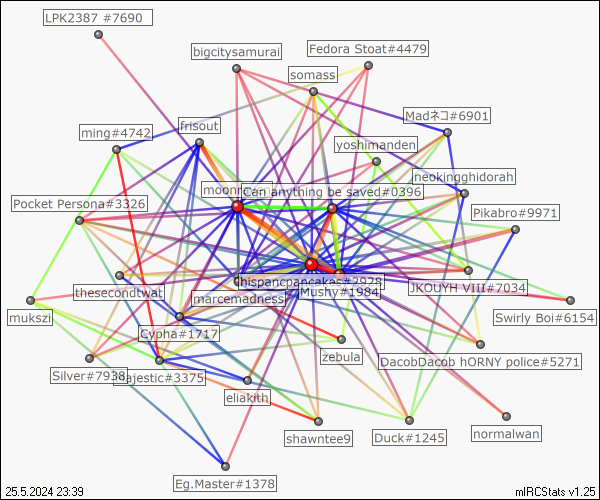 LPK2387 #7690
bigcitysamurai
Fedora Stoat#4479
somass
Madネコ#6901
frisout
ming#4742
yoshimanden
neokingghidorah
Can anything be saved#0396
Pocket Persona#3326
Pikabro#9971
hispancpancakes#2928
JKOUYH VIII#7034
thesecondtwat
marcemadness
Mushy#1984
mukszi
Swirly Boi#6154
Cypha#1717
zebula
DacobDacob hORNY police#5271
Silver#7938
Majestic#3375
eliakith
shawntee9
Duck#1245
normalwan
Eg.Master#1378
25.5.2024 23:39
mIRCStats v1.25